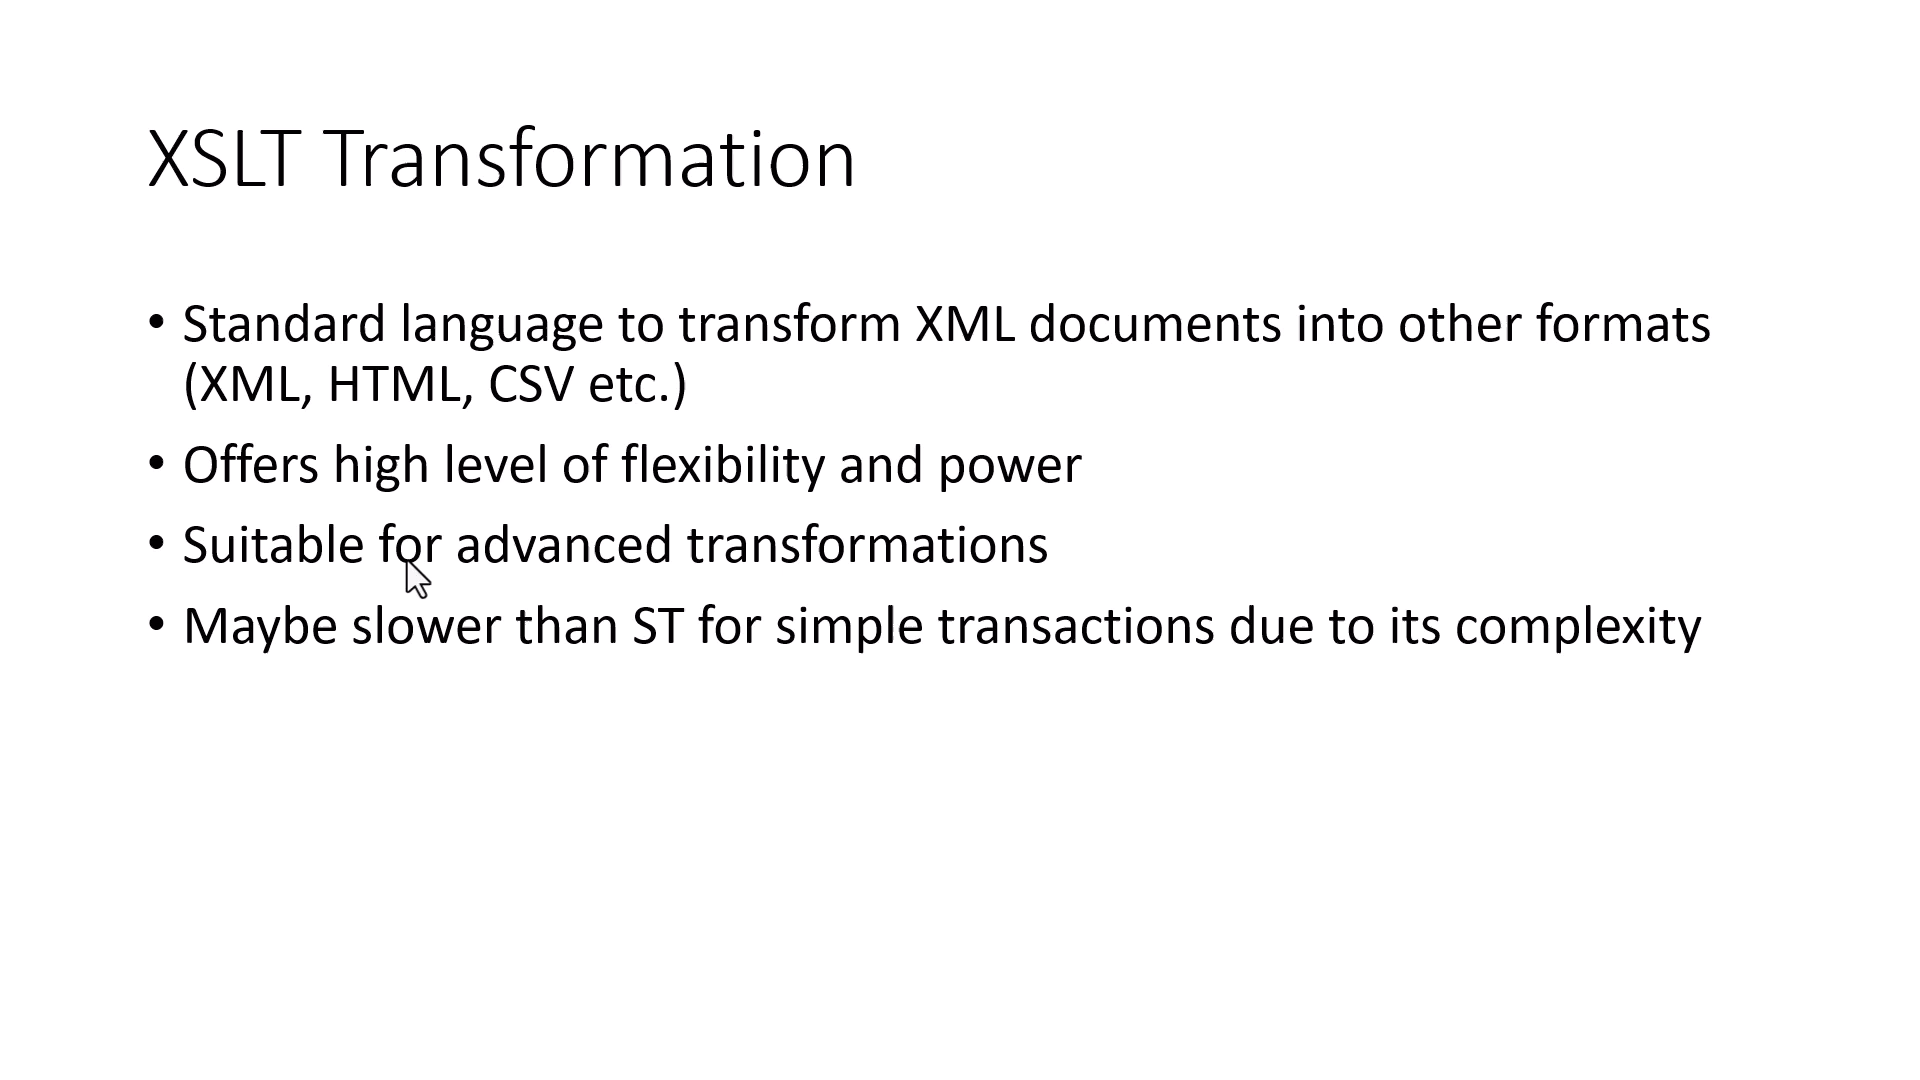 XSLT Transformation
• Standard language to transform XML documents into other formats
(XML, HTML, CSV etc.)
• Offers high level of flexibility and power
• Suitable for advanced transformations
• Maybe slower than ST for simple transactions due to its complexity